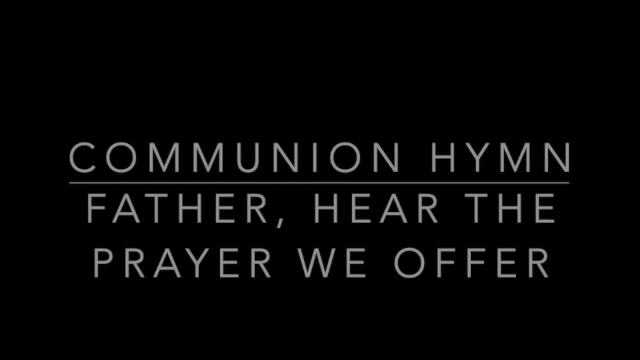 COMMUNION HYMN
FATHER, HEAR THE
PRAYER WE OFFER